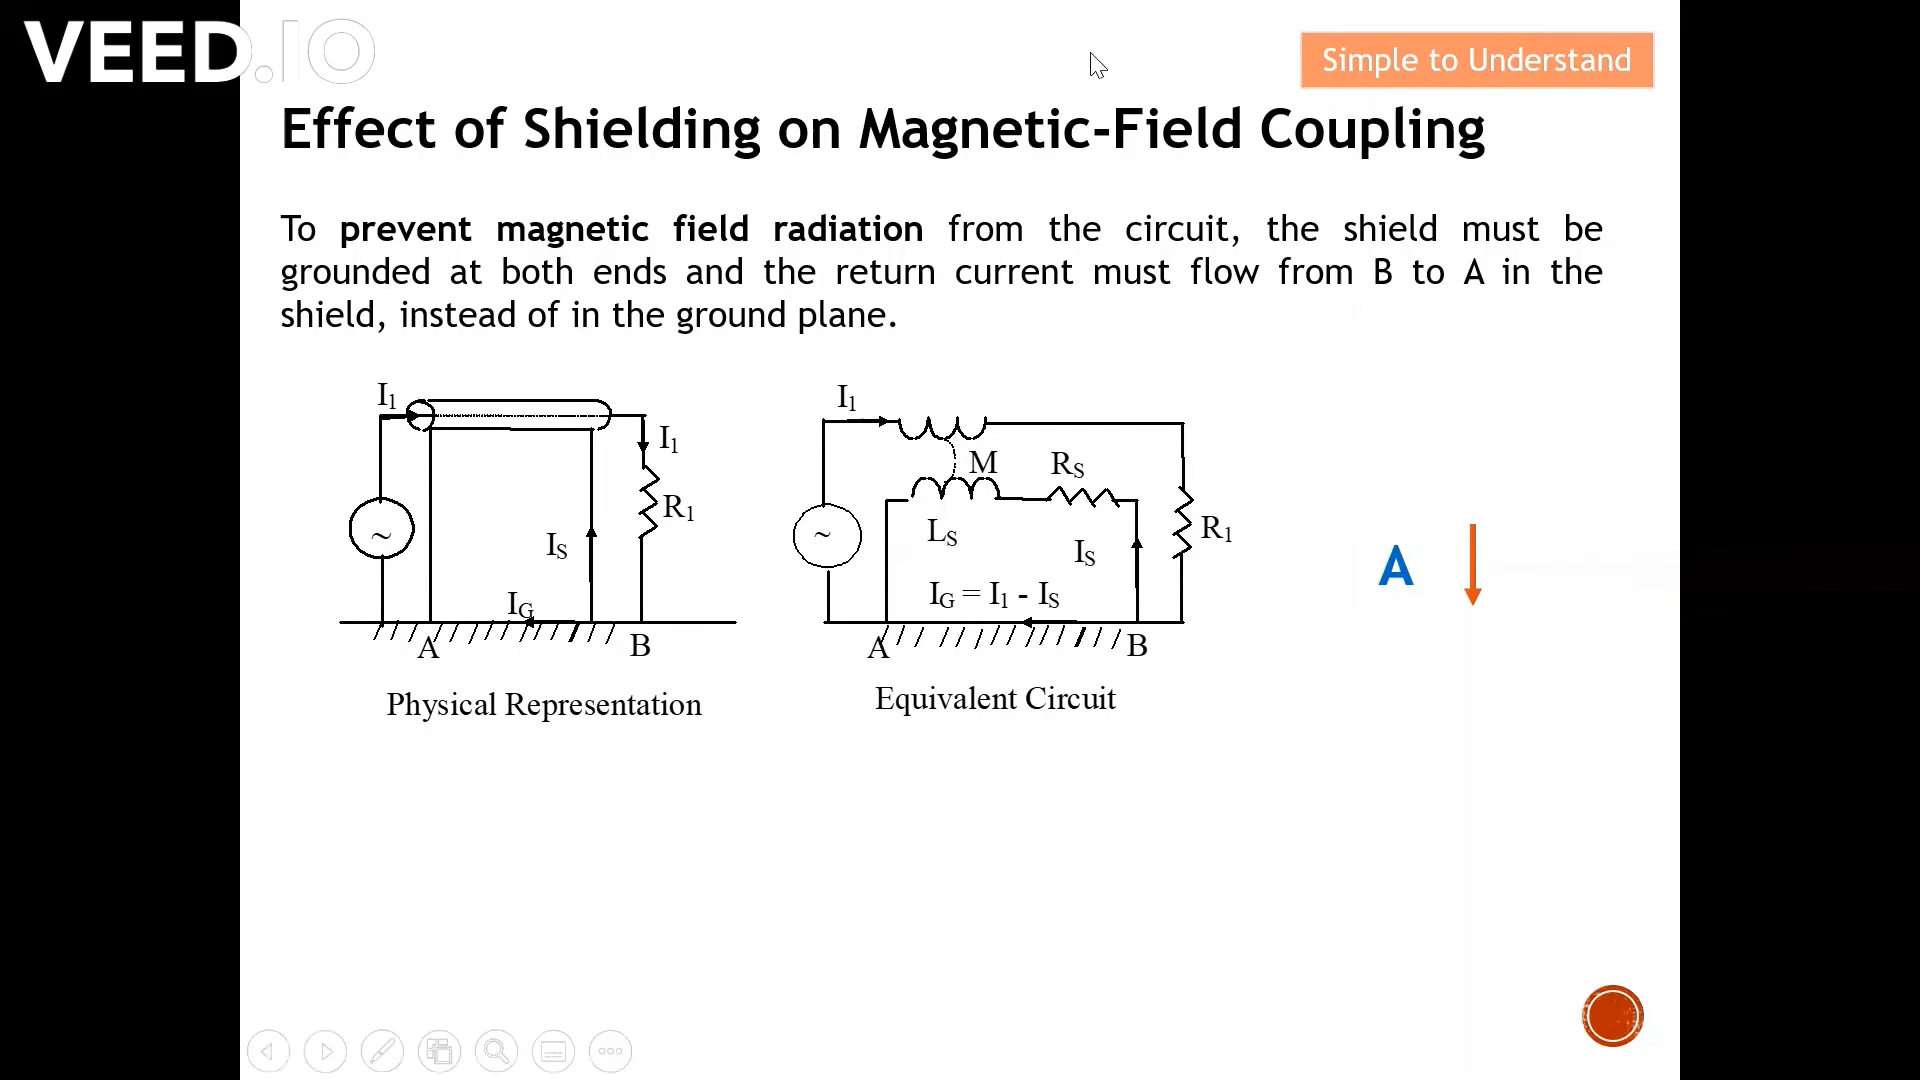 VEED.IO
Simple to Understand
Effect of Shielding on Magnetic-Field Coupling
To prevent magnetic field radiation from the circuit, the shield must be
grounded at both ends and the return current must flow from B to A in the
shield, instead of in the ground plane.
I1
I1
R1
IS
IG
A
B
Physical Representation
I1
M
RS
LS
IS
R1
IG = I1 - IS
A
B
Equivalent Circuit
A